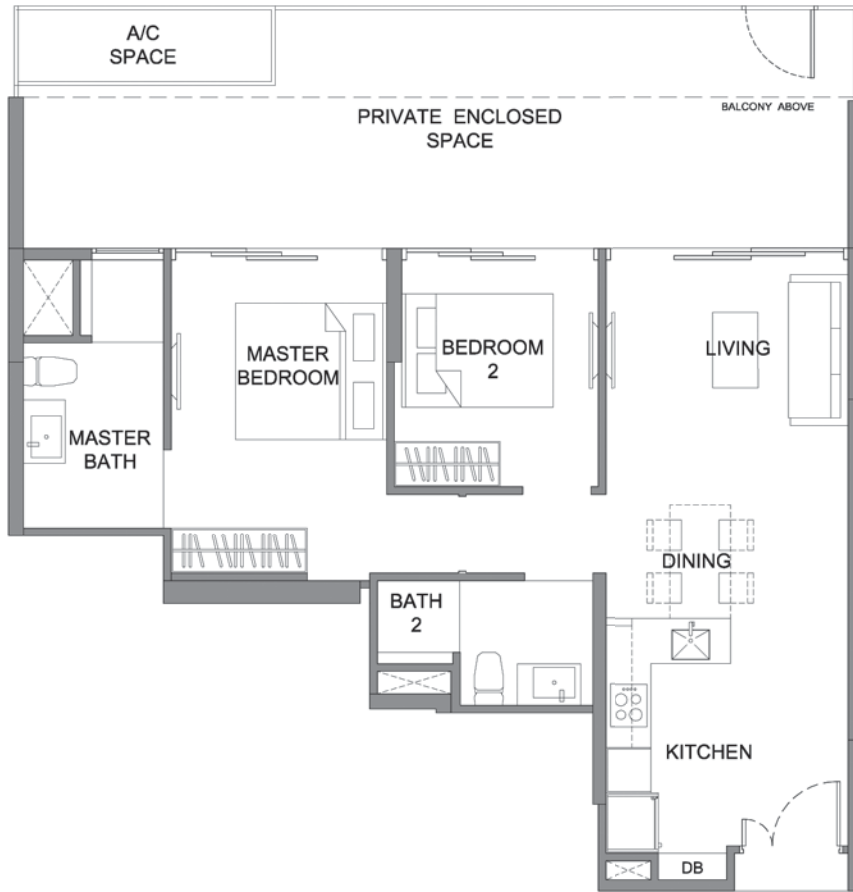 A/C
SPACE
BALCONY ABOVE
PRIVATE ENCLOSED
SPACE
MASTER
BEDROOM
BEDROOM
2
LIVING
MASTER
BATH
DINING
BATH
2
KITCHEN
DB